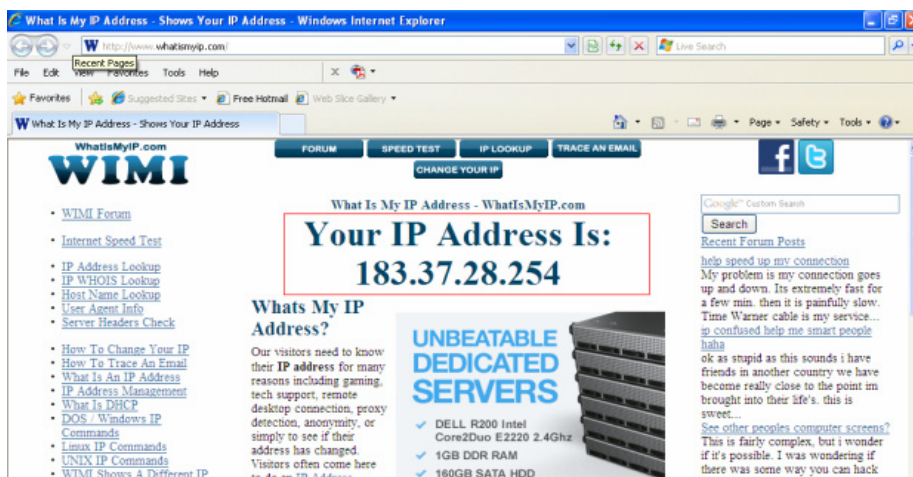 What Is My IP Address - Shows Your IP Address - Windows Internet Explorer
http://www.whatismyip.com/
Live Search
Recent Pages
File Edit View Favorites Tools Help
Favorites Suggested Sites Free Hotmail Web Slice Gallery
What Is My IP Address - Shows Your IP Address
Page Safety Tools
WhatIsMyIP.com
WIMI
FORUM SPEED TEST IP LOOKUP TRACE AN EMAIL
CHANGE YOUR IP
WIMI Forum
Internet Speed Test
IP Address Lookup
IP WHOIS Lookup
Host Name Lookup
User Agent Info
Server Headers Check
How To Change Your IP
How To Trace An Email
What Is An IP Address
IP Address Management
What Is DHCP
DOS / Windows IP
Commands
Linux IP Commands
UNIX IP Commands
WIMI Shows A Different IP
What Is My IP Address - WhatIsMyIP.com
Your IP Address Is:
183.37.28.254
Whats My IP
Address?
Our visitors need to know
their IP address for many
reasons including gaming,
tech support, remote
desktop connection, proxy
detection, anonymity, or
simply to see if their
address has changed.
Visitors often come here
to do an IP Address
UNBEATABLE
DEDICATED
SERVERS
DELL R200 Intel
Core2Duo E2220 2.4Ghz
1GB DDR RAM
160GB SATA HDD
f
Google™ Custom Search
Search
Recent Forum Posts
help speed up my connection
My problem is my connection goes
up and down. Its extremely fast for
a few min. then it is painfully slow.
Time Warner cable is my service...
ip confused help me smart people
haha
ok as stupid as this sounds i have
friends in another country we have
become really close to the point im
brought into their life's. this is
sweet...
See other peoples computer screens?
This is fairly complex, but i wonder
if it's possible. I was wondering if
there was some way you can hack